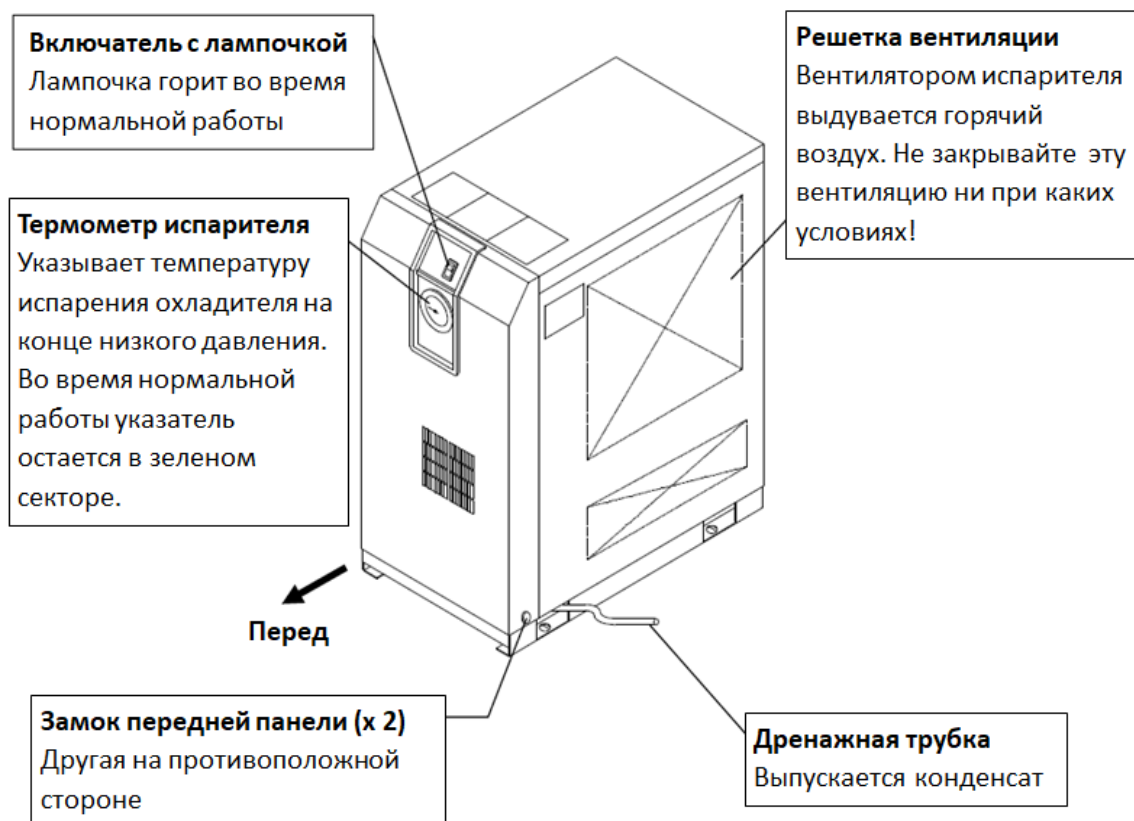 Включатель с лампочкой
Лампочка горит во время
нормальной работы
Решетка вентиляции
Вентилятором испарителя
выдувается горячий
воздух. Не закрывайте эту
вентиляцию ни при каких
условиях!
Термометр испарителя
Указывает температуру
испарения охладителя на
конце низкого давления.
Во время нормальной
работы указатель
остается в зеленом
секторе.
Перед
Замок передней панели (х 2)
Другая на противоположной
стороне
Дренажная трубка
Выпускается конденсат